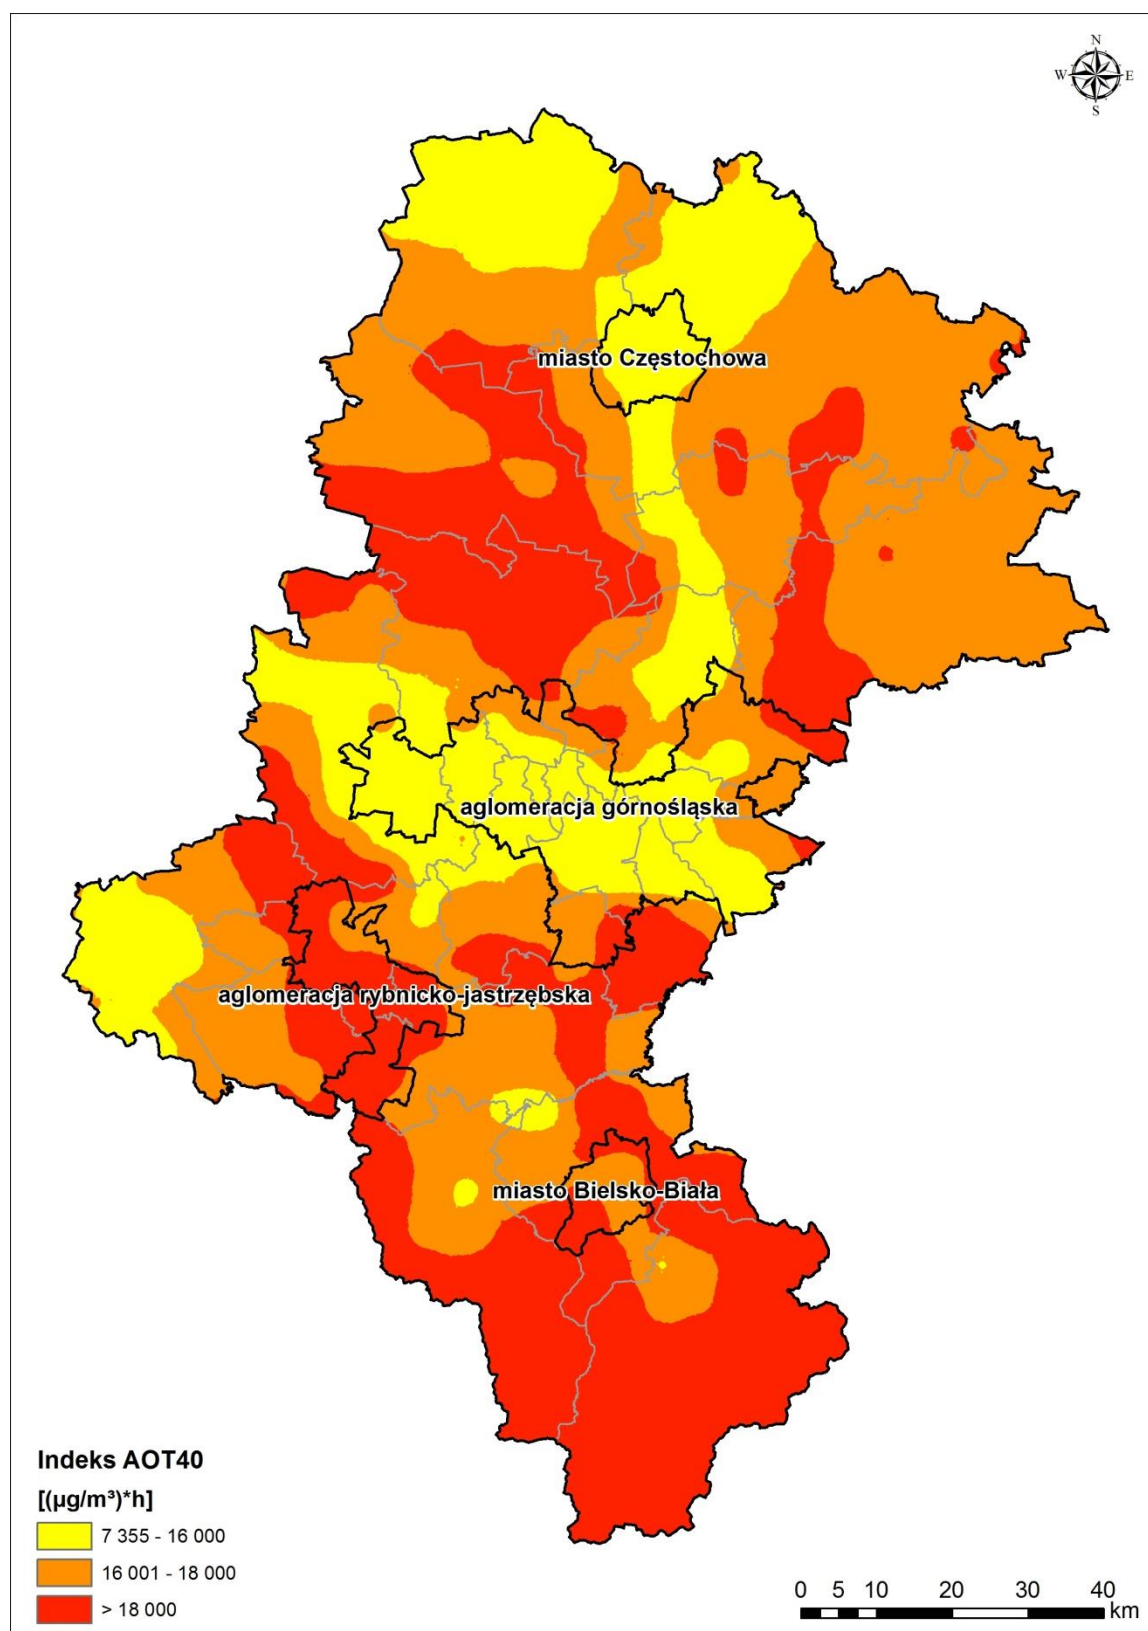 N
W E
S
miasto Częstochowa
aglomeracja górnośląska
aglomeracja rybnicko-jastrzębska
miasto Bielsko-Biała
Indeks AOT40
[(µg/m³)*h]
7 355 - 16 000
16 001 - 18 000
> 18 000
0 5 10 20 30 40
km